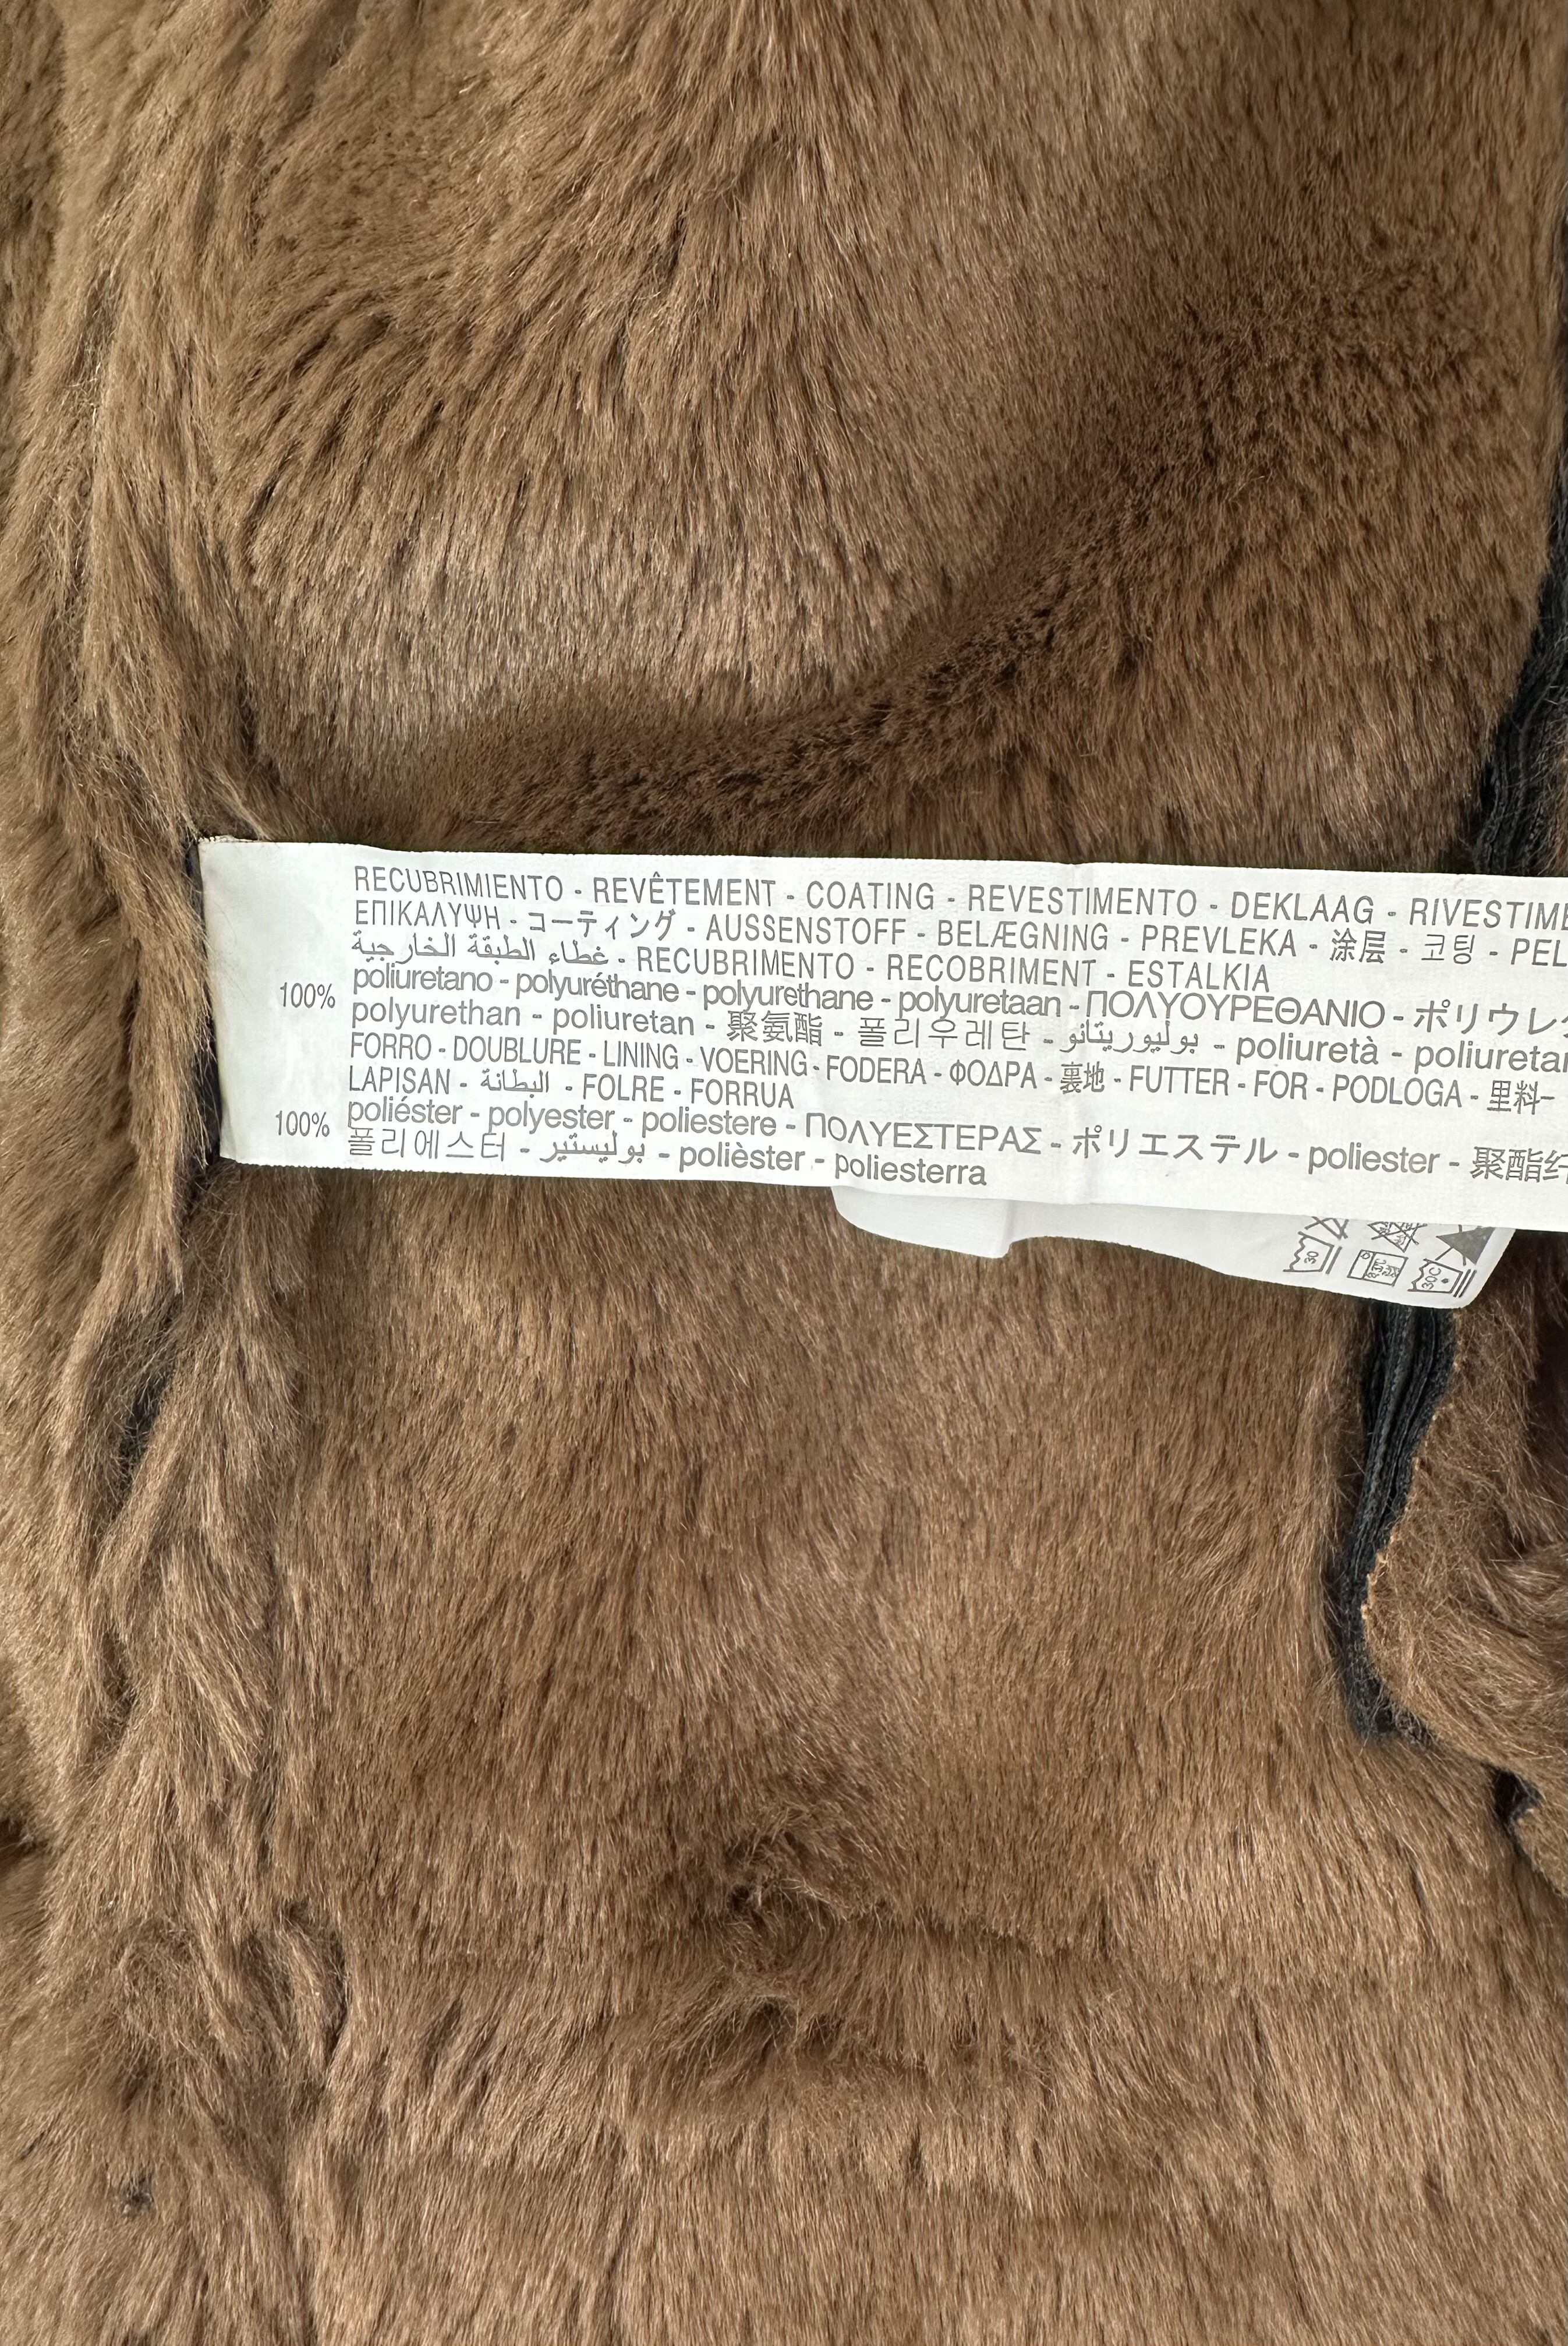 RECUBRIMIENTO - REVÊTEMENT - COATING - REVESTIMENTO - DEKLAAG - RIVESTIME
ΕΠΙΚΑΛΥΨΗ - コーティング - AUSSENSTOFF - BELÆGNING - PREVLEKA - 涂层 - 코팅 - PEL
غطاء الطبقة الخارجية - RECUBRIMENTO - RECOBRIMENT - ESTALKIA
100% poliuretano - polyuréthane - polyurethane - polyuretaan - ΠΟΛΥΟΥΡΕΘΑΝΙΟ - ポリウレ
polyurethan - poliuretan - 聚氨酯 - 폴리우레탄 - بوليوريتانو - poliuretà - poliuretan
FORRO - DOUBLURE - LINING - VOERING - FODERA - ΦΟΔΡΑ - 裏地 - FUTTER - FOR - PODLOGA - 里料
LAPISAN - البطانة - FOLRE - FORRUA
100% poliéster - polyester - poliestere - ΠΟΛΥΕΣΤΕΡΑΣ - ポリエステル - poliester - 聚酯纤
폴리에스터 - بوليستير - polièster - poliesterra
30
30C